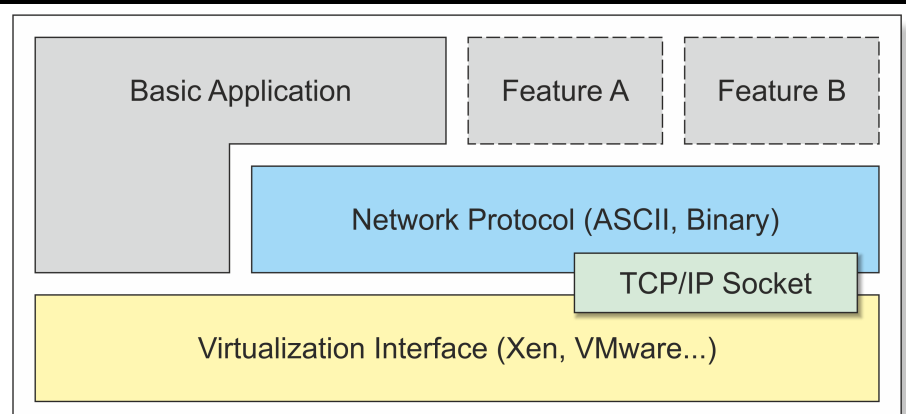 Basic Application
Feature A
Feature B
Network Protocol (ASCII, Binary)
TCP/IP Socket
Virtualization Interface (Xen, VMware...)